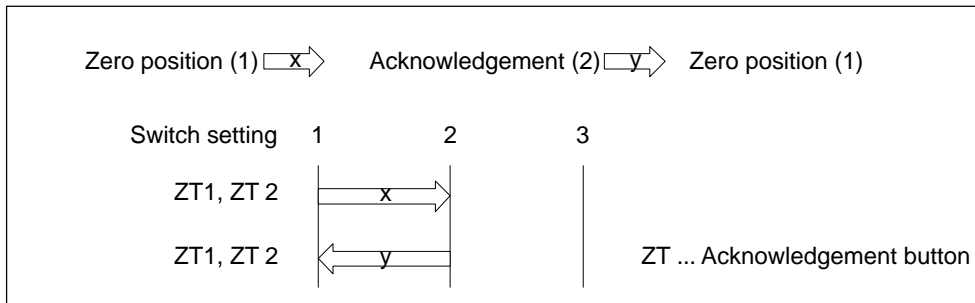 Zero position (1) x Acknowledgement (2) y Zero position (1)
Switch setting 1 2 3
ZT1, ZT 2 x
ZT1, ZT 2 y ZT ... Acknowledgement button